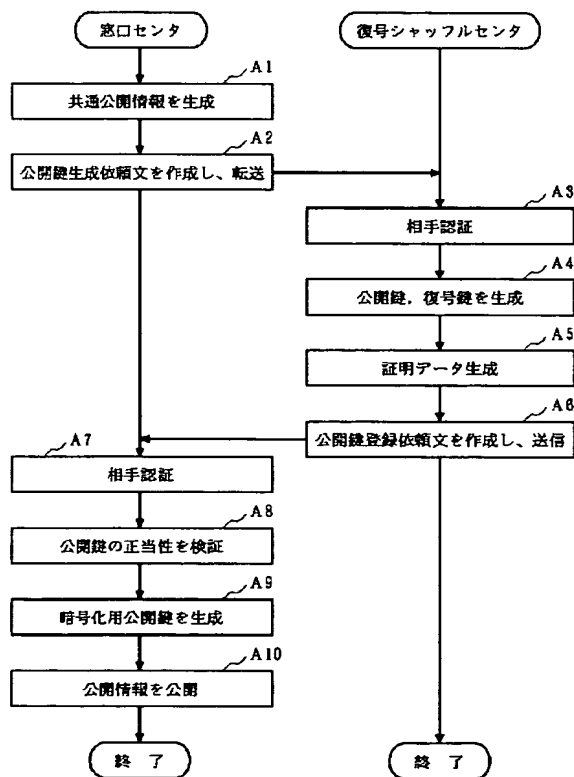 窓口センタ
復号シャッフルセンタ
A1
共通公開情報を生成
A2
公開鍵生成依頼文を作成し、転送
A3
相手認証
A4
公開鍵，復号鍵を生成
A5
証明データ生成
A6
公開鍵登録依頼文を作成し、送信
A7
相手認証
A8
公開鍵の正当性を検証
A9
暗号化用公開鍵を生成
A10
公開情報を公開
終 了
終 了